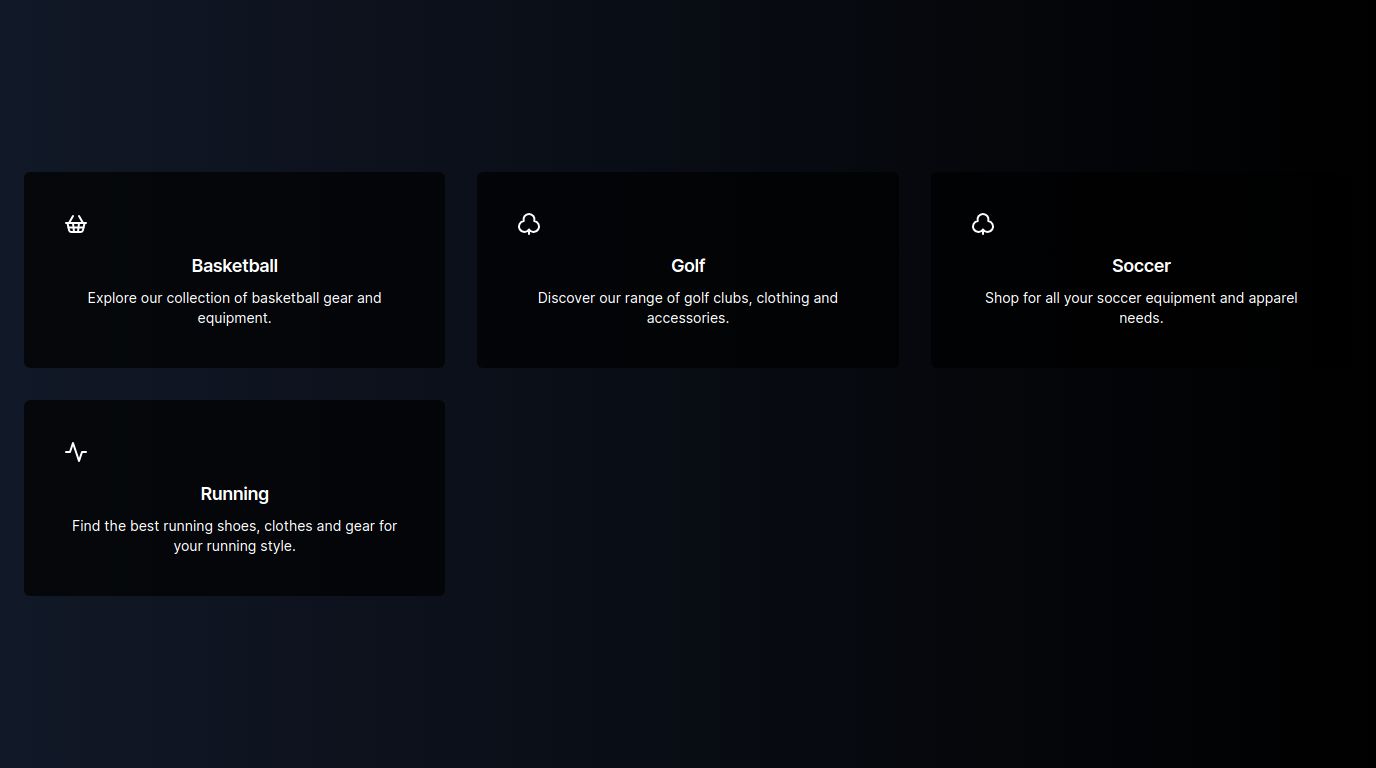 Basketball
Explore our collection of basketball gear and
equipment.
Golf
Discover our range of golf clubs, clothing and
accessories.
Soccer
Shop for all your soccer equipment and apparel
needs.
Running
Find the best running shoes, clothes and gear for
your running style.